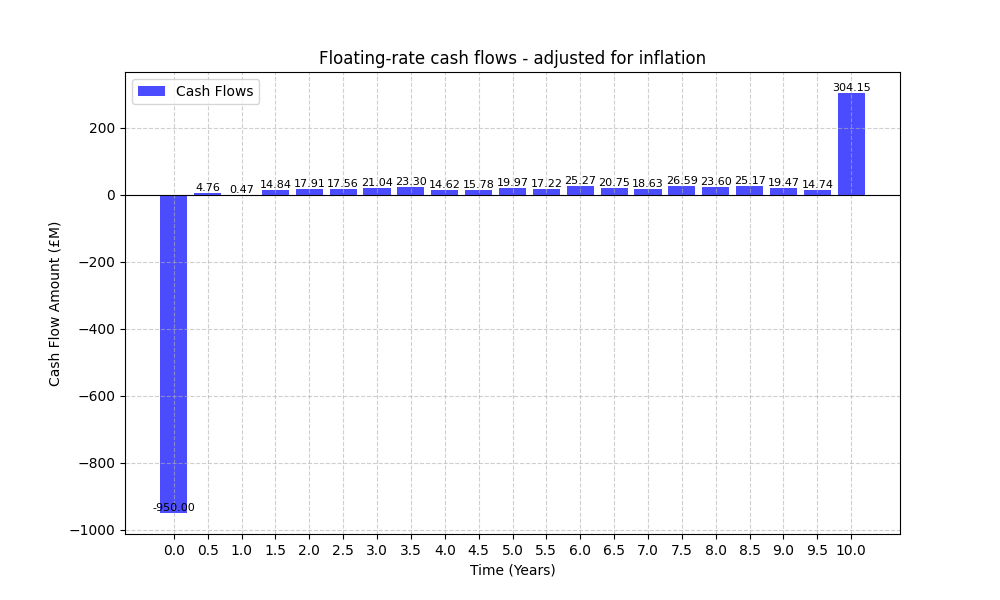 Floating-rate cash flows - adjusted for inflation
Cash Flows
304.15
4.76 0.47 14.84 17.91 17.56 21.04 23.30 14.62 15.78 19.97 17.22 25.27 20.75 18.63 26.59 23.60 25.17 19.47 14.74
-950.00
200
0
−200
−400
−600
−800
−1000
Cash Flow Amount (£M)
0.0 0.5 1.0 1.5 2.0 2.5 3.0 3.5 4.0 4.5 5.0 5.5 6.0 6.5 7.0 7.5 8.0 8.5 9.0 9.5 10.0
Time (Years)